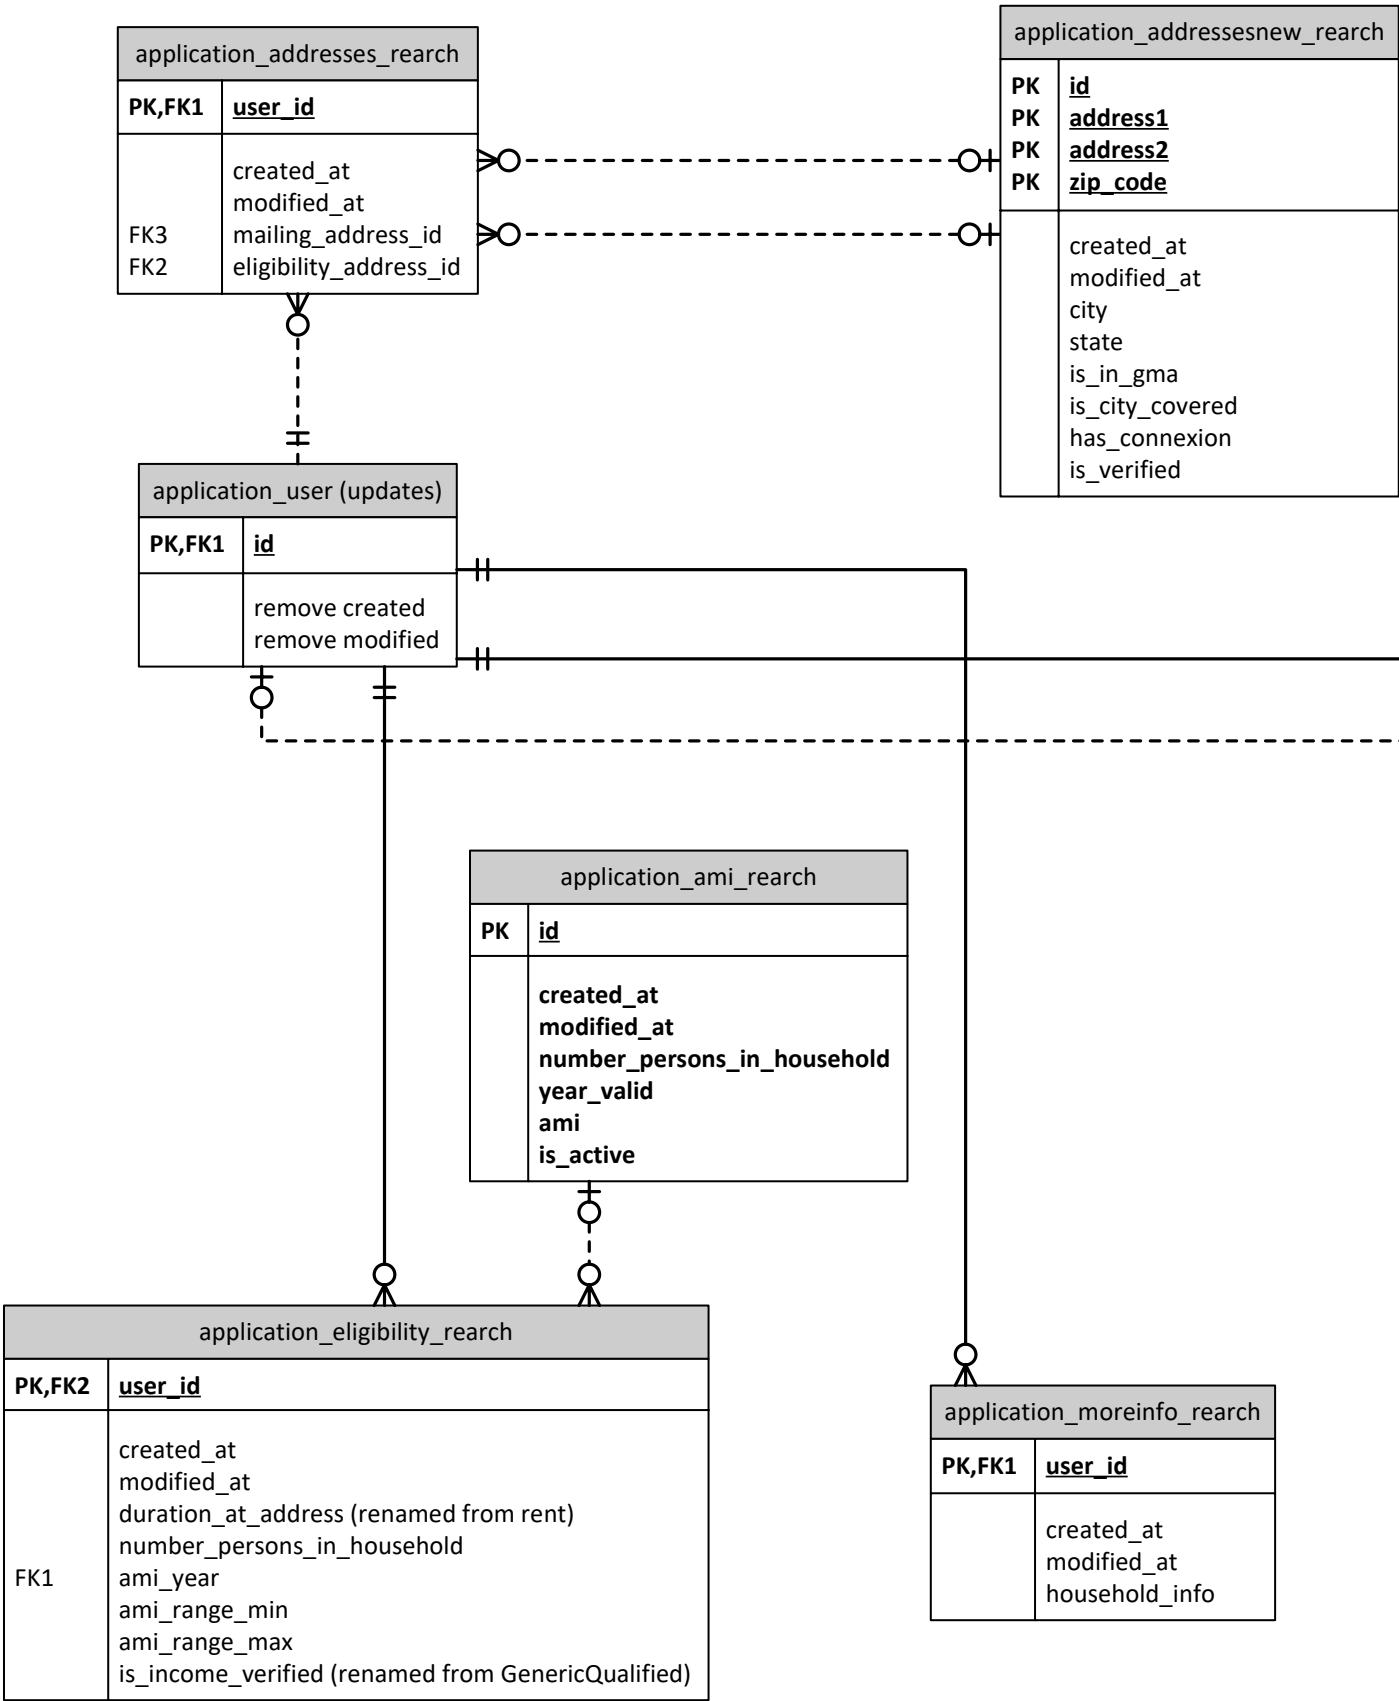 application_addresses_rearch
PK,FK1 user_id
created_at
modified_at
FK3 mailing_address_id
FK2 eligibility_address_id
application_addressesnew_rearch
PK id
PK address1
PK address2
PK zip_code
created_at
modified_at
city
state
is_in_gma
is_city_covered
has_connexion
is_verified
application_user (updates)
PK,FK1 id
remove created
remove modified
application_ami_rearch
PK id
created_at
modified_at
number_persons_in_household
year_valid
ami
is_active
application_eligibility_rearch
PK,FK2 user_id
created_at
modified_at
duration_at_address (renamed from rent)
number_persons_in_household
FK1 ami_year
ami_range_min
ami_range_max
is_income_verified (renamed from GenericQualified)
application_moreinfo_rearch
PK,FK1 user_id
created_at
modified_at
household_info